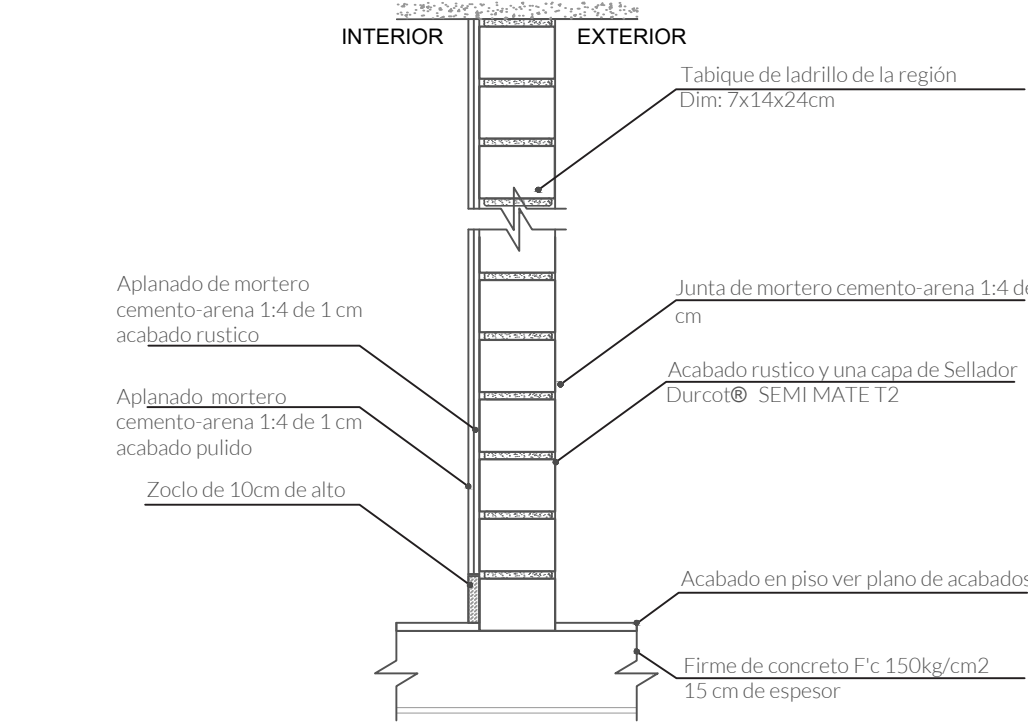 INTERIOR
EXTERIOR
Tabique de ladrillo de la región
Dim: 7x14x24cm
Aplanado de mortero
cemento-arena 1:4 de 1 cm
acabado rustico
Junta de mortero cemento-arena 1:4 de
cm
Acabado rustico y una capa de Sellador
Durcot® SEMI MATE T2
Aplanado mortero
cemento-arena 1:4 de 1 cm
acabado pulido
Zoclo de 10cm de alto
Acabado en piso ver plano de acabados
Firme de concreto F'c 150kg/cm2
15 cm de espesor